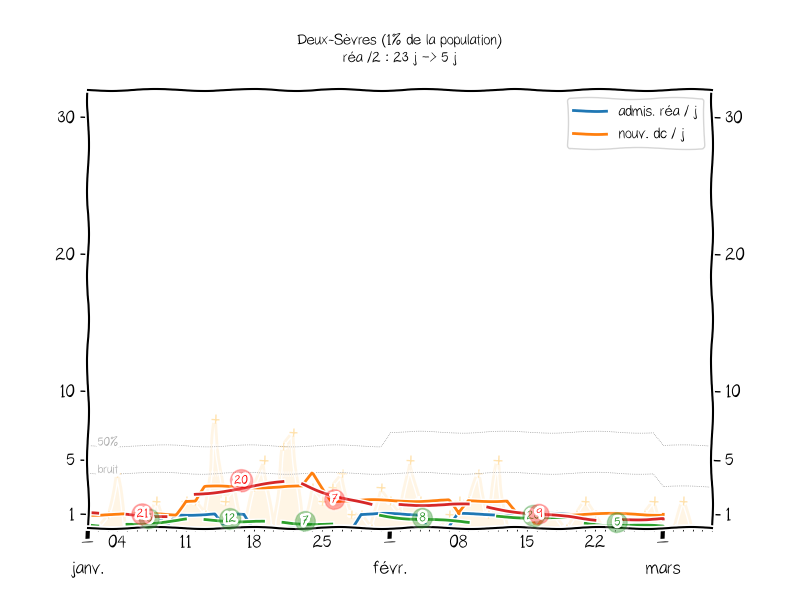 Deux-Sèvres (1% de la population)
réa /2 : 23 j -> 5 j
admis. réa / j
nouv. dc / j
30 30
20 20
10 10
5 5
1 1
50%
bruit
21 20 7 9
12 7 8 5
04 11 18 25 08 15 22
janv. févr. mars